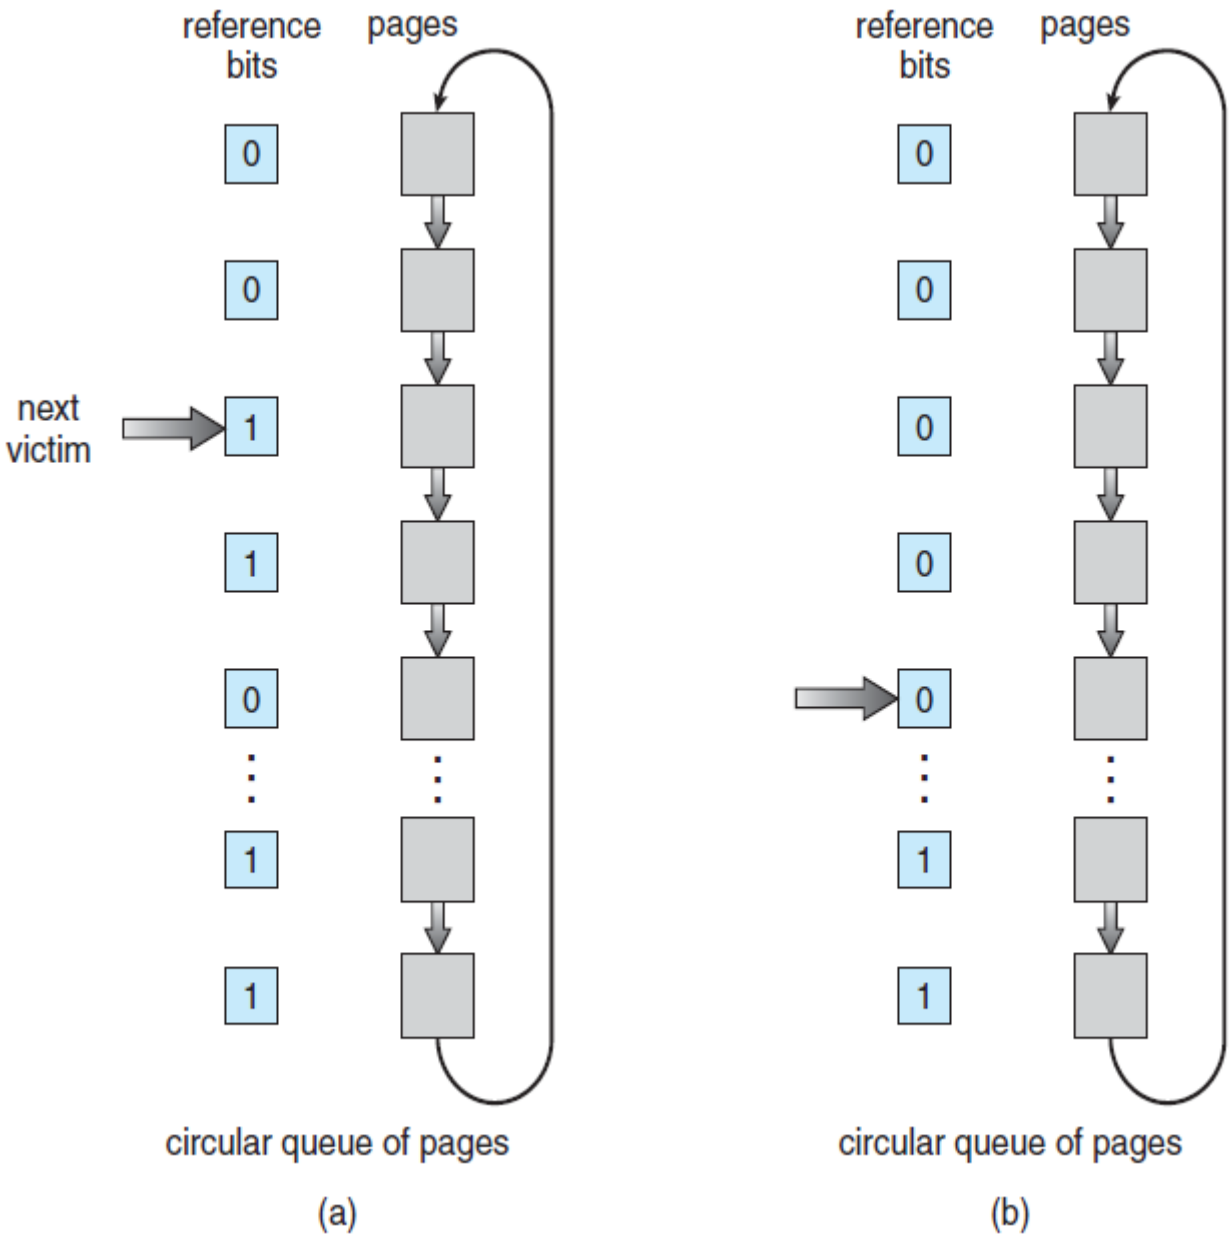 reference pages
bits
0
0
next
victim
1
1
0
1
1
circular queue of pages
(a)
reference pages
bits
0
0
0
0
0
1
1
circular queue of pages
(b)